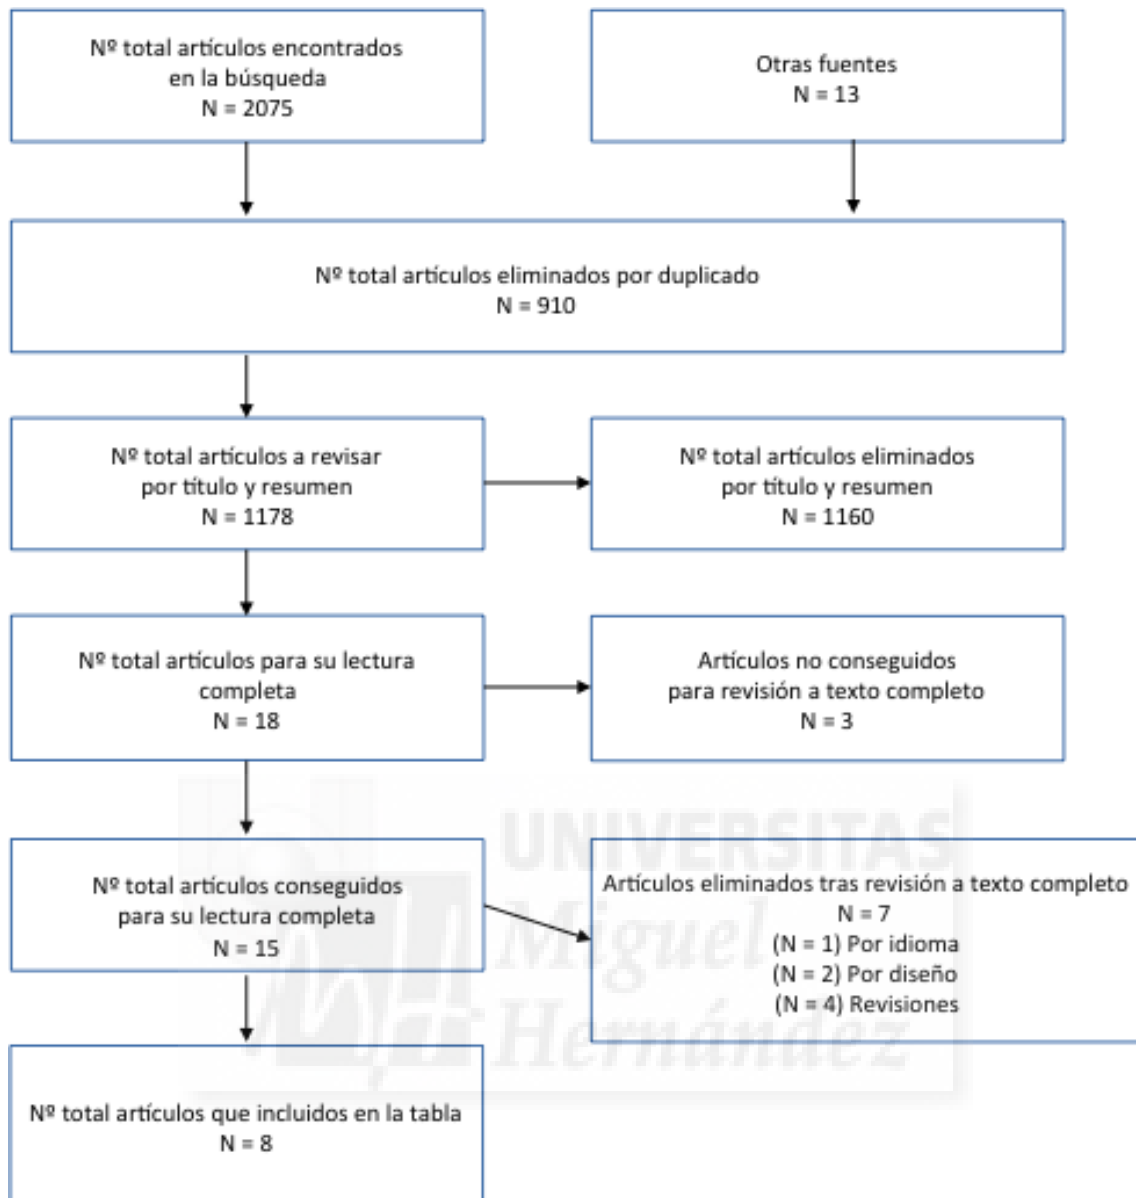 Nº total artículos encontrados
en la búsqueda
N = 2075
Otras fuentes
N = 13
Nº total artículos eliminados por duplicado
N = 910
Nº total artículos a revisar
por título y resumen
N = 1178
Nº total artículos eliminados
por título y resumen
N = 1160
Nº total artículos para su lectura
completa
N = 18
Artículos no conseguidos
para revisión a texto completo
N = 3
Nº total artículos conseguidos
para su lectura completa
N = 15
Artículos eliminados tras revisión a texto completo
N = 7
(N = 1) Por idioma
(N = 2) Por diseño
(N = 4) Revisiones
Nº total artículos que incluidos en la tabla
N = 8
UNIVERSITAS
Miguel
Hernández